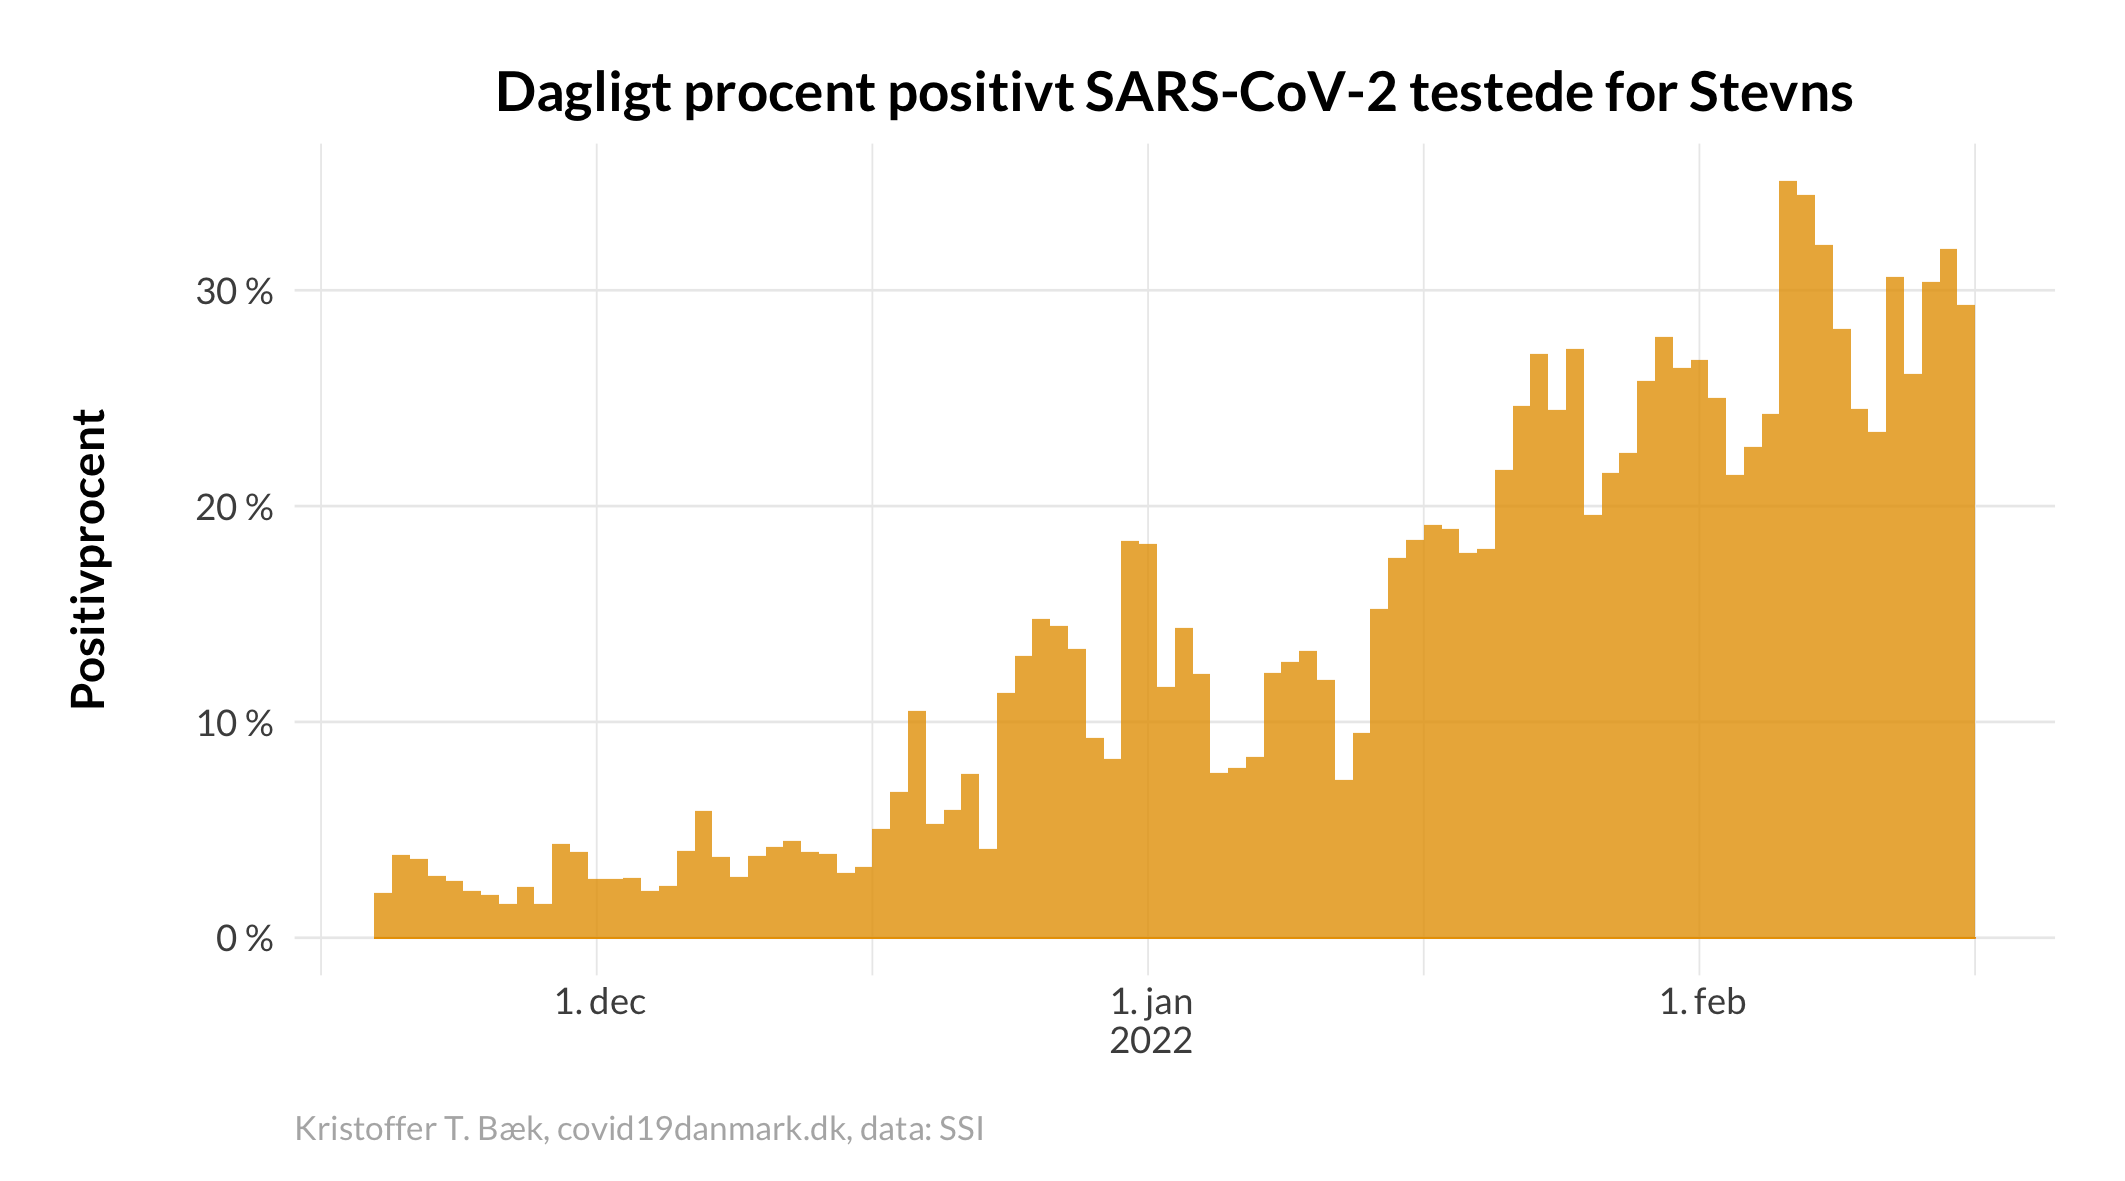 Dagligt procent positivt SARS-CoV-2 testede for Stevns
Positivprocent
30 %
20 %
10 %
0 %
1. dec
1. jan
2022
1. feb
Kristoffer T. Bæk, covid19danmark.dk, data: SSI